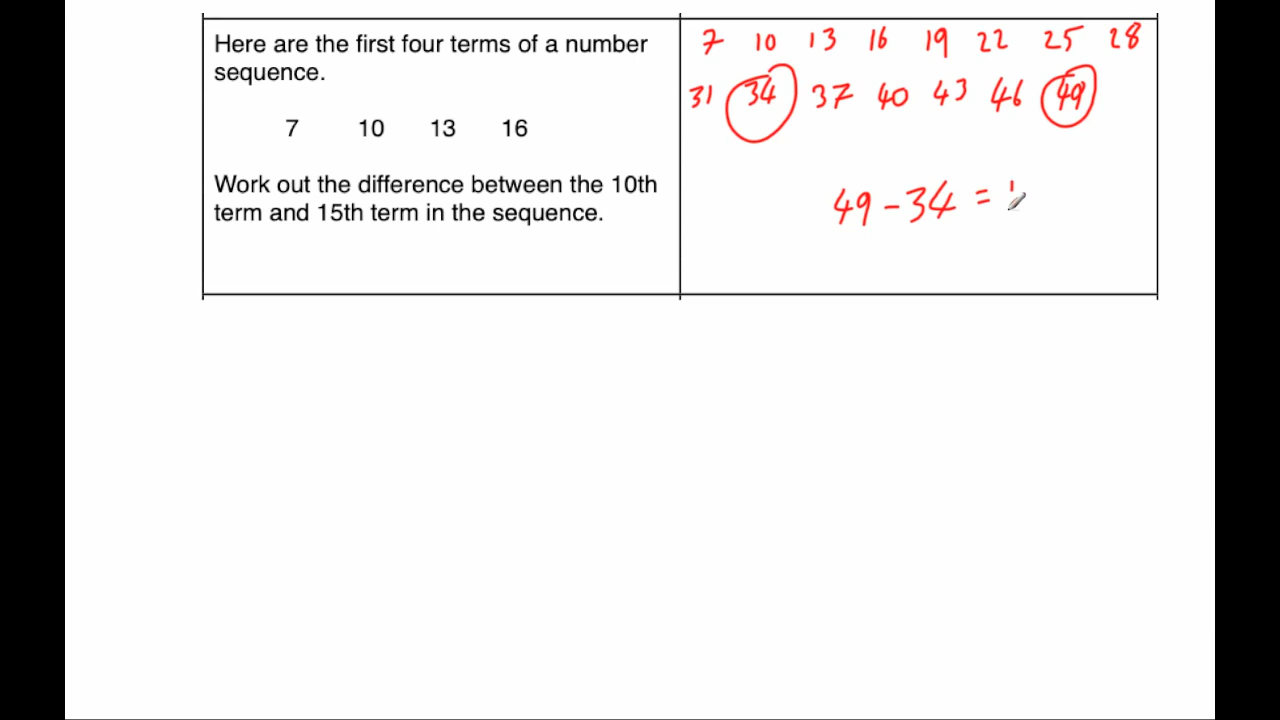 Here are the first four terms of a number
sequence.
7 10 13 16
Work out the difference between the 10th
term and 15th term in the sequence.
7 10 13 16 19 22 25 28
31 34 37 40 43 46 49
49 - 34 = 1